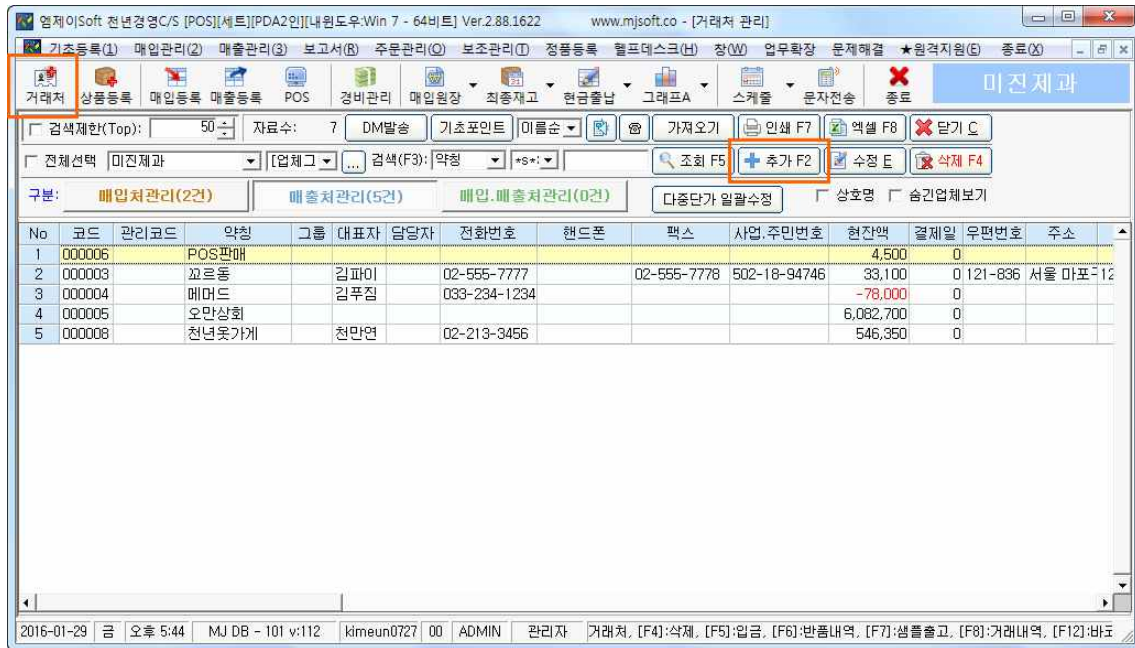 엠제이Soft 천년경영C/S [POS][세트][PDA2인][내윈도우:Win 7 - 64비트] Ver.2.88.1622 www.mjsoft.co - [거래처 관리]
기초등록(1) 매입관리(2) 매출관리(3) 보고서(R) 주문관리(O) 보조관리(T) 정품등록 헬프데스크(H) 창(W) 업무확장 문제해결 ★원격지원(E) 종료(X)
거래처 상품등록 매입등록 매출등록 POS 경비관리 매입원장 최종재고 현금출납 그래프A 스케줄 문자전송 종료 미진제과
검색제한(Top): 50 자료수: 7 DM발송 기초포인트 이름순 가져오기 인쇄 F7 엑셀 F8 닫기 C
전체선택 미진제과 [업체그 ... 검색(F3): 약칭 *s*: 조회 F5 추가 F2 수정 E 삭제 F4
구분: 매입처관리(2건) 매출처관리(5건) 매입.매출처관리(0건) 다중단가 일괄수정 상호명 숨긴업체보기
No 코드 관리코드 약칭 그룹 대표자 담당자 전화번호 핸드폰 팩스 사업.주민번호 현잔액 결제일 우편번호 주소
1 000006 POS판매 4,500 0
2 000003 꼬르동 김파이 02-555-7777 02-555-7778 502-18-94746 33,100 0 121-836 서울 마포 12
3 000004 메머드 김푸짐 033-234-1234 -78,000 0
4 000005 오만상회 6,082,700 0
5 000008 천년옷가게 천만연 02-213-3456 546,350 0
2016-01-29 금 오후 5:44 MJ DB - 101 v:112 kimeun0727 00 ADMIN 관리자 거래처, [F4]:삭제, [F5]:입금, [F6]:반품내역, [F7]:샘플출고, [F8]:거래내역, [F12]:바코